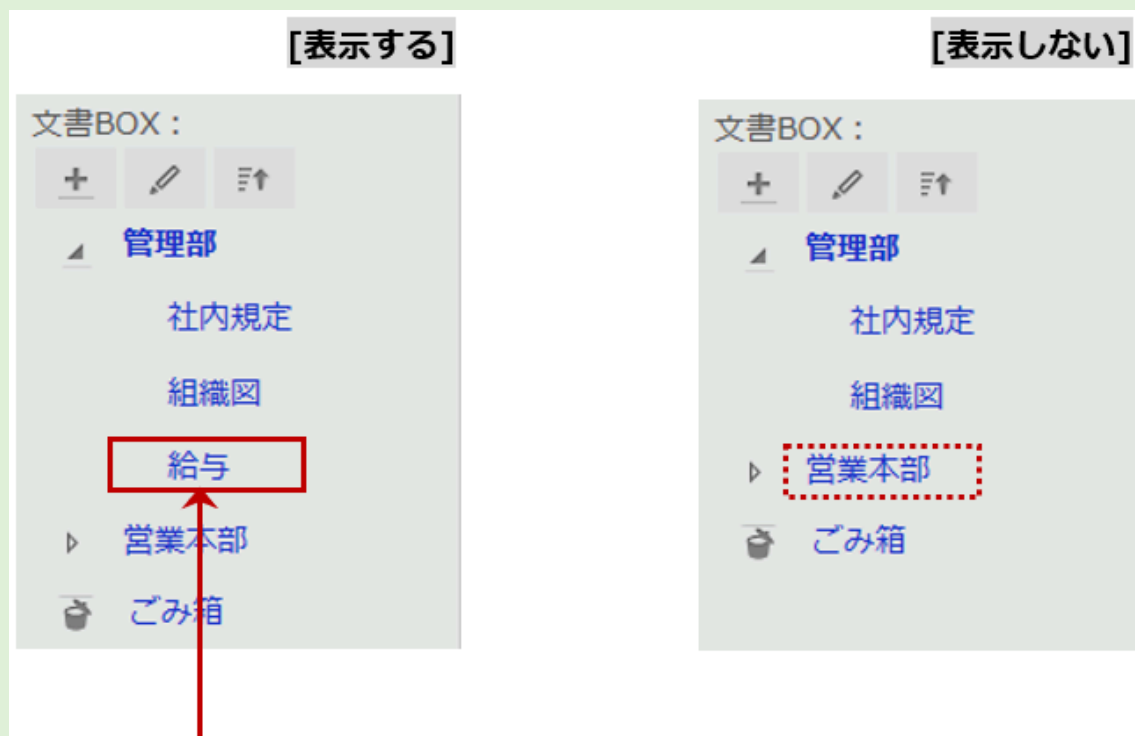 [表示する]
文書BOX：
管理部
社内規定
組織図
給与
営業本部
ごみ箱
[表示しない]
文書BOX：
管理部
社内規定
組織図
営業本部
ごみ箱